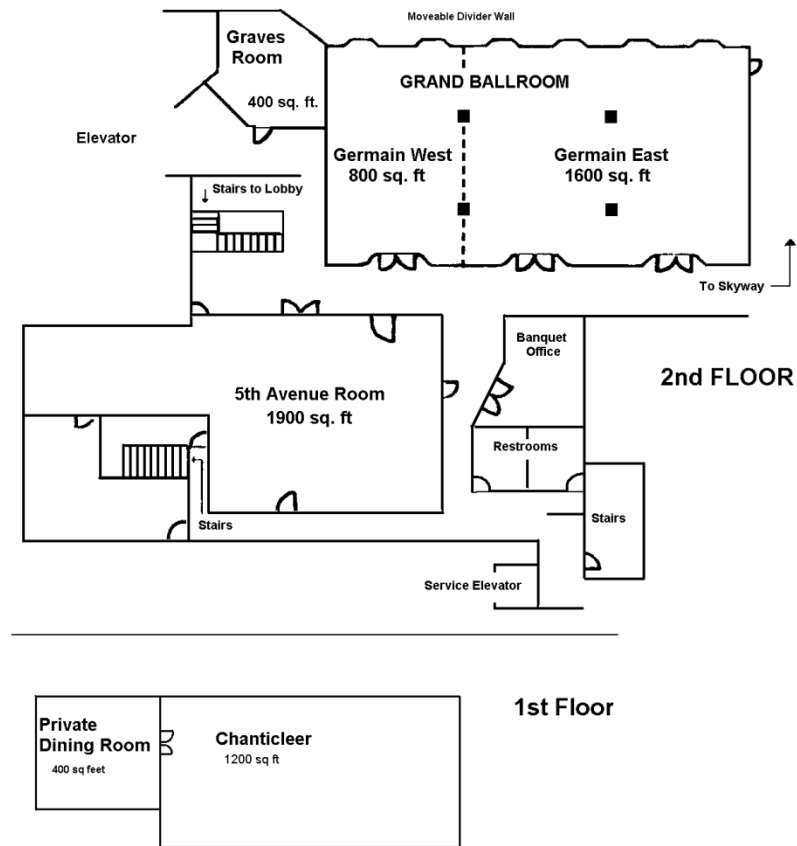 Moveable Divider Wall
Graves
Room
400 sq. ft.
GRAND BALLROOM
Elevator
Germain West
800 sq. ft
Germain East
1600 sq. ft
Stairs to Lobby
To Skyway
Banquet
Office
2nd FLOOR
5th Avenue Room
1900 sq. ft
Restrooms
Stairs
Stairs
Service Elevator
1st Floor
Private
Dining Room
400 sq feet
Chanticleer
1200 sq ft